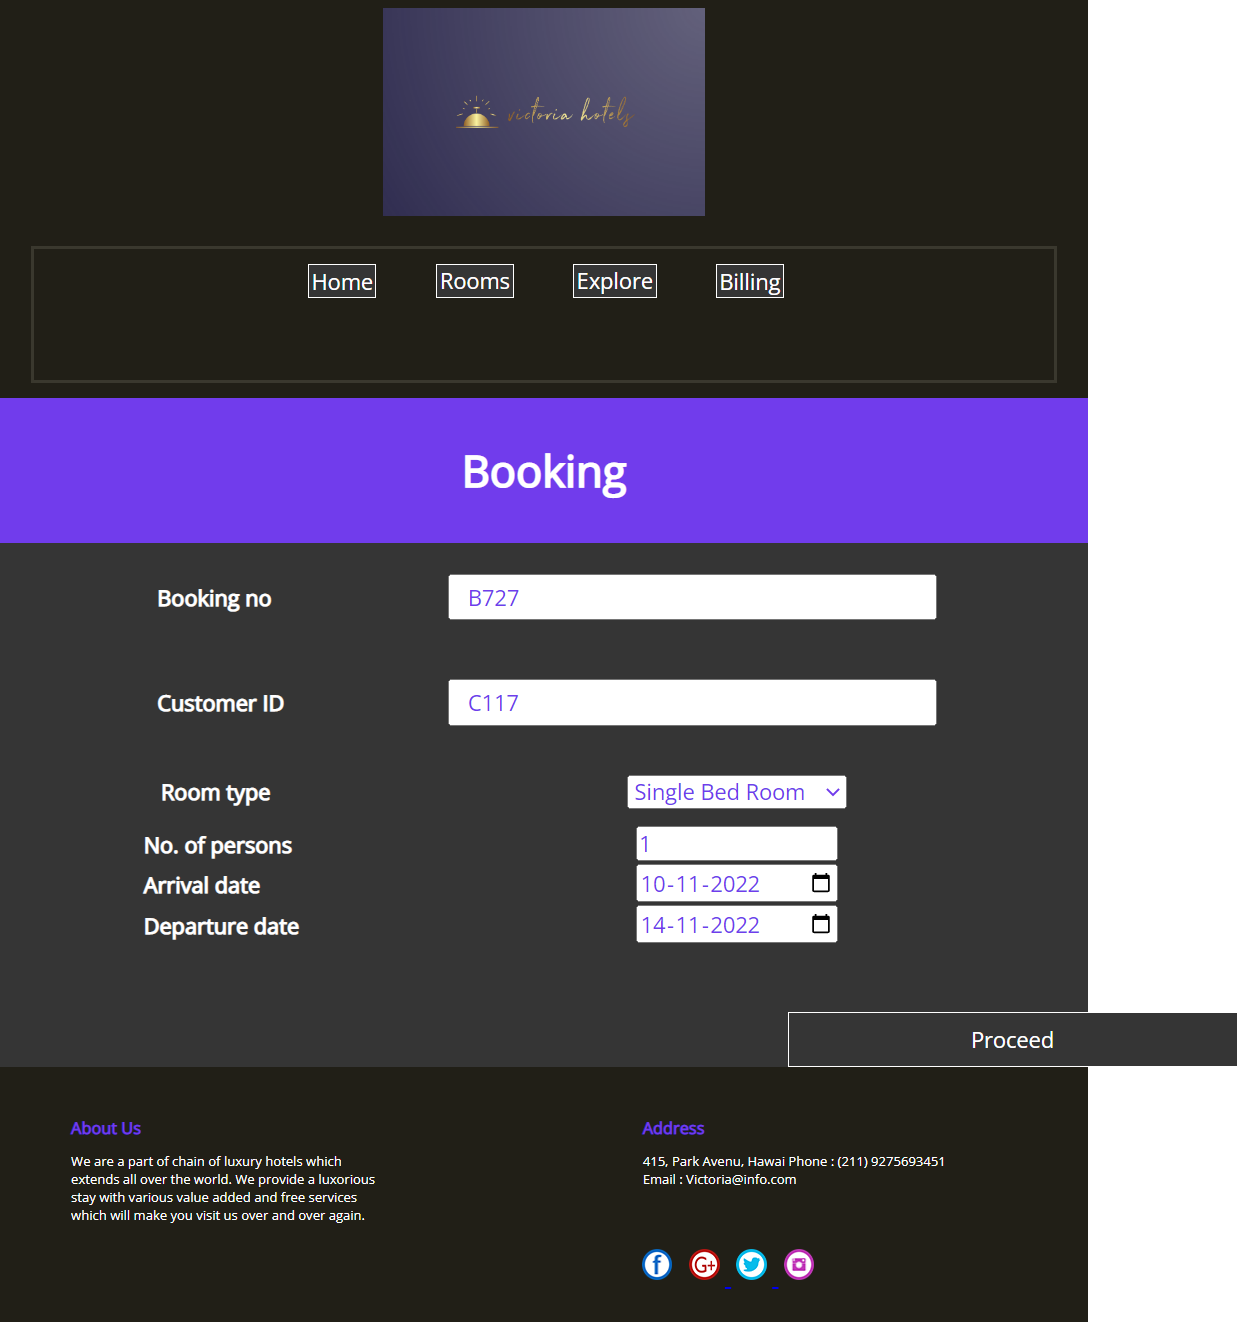 victoria hotels
Home Rooms Explore Billing
Booking
Booking no B727
Customer ID C117
Room type Single Bed Room
No. of persons 1
Arrival date 10-11-2022
Departure date 14-11-2022
Proceed
About Us
We are a part of chain of luxury hotels which
extends all over the world. We provide a luxorious
stay with various value added and free services
which will make you visit us over and over again.
Address
415, Park Avenu, Hawai Phone : (211) 9275693451
Email : Victoria@info.com
f G+